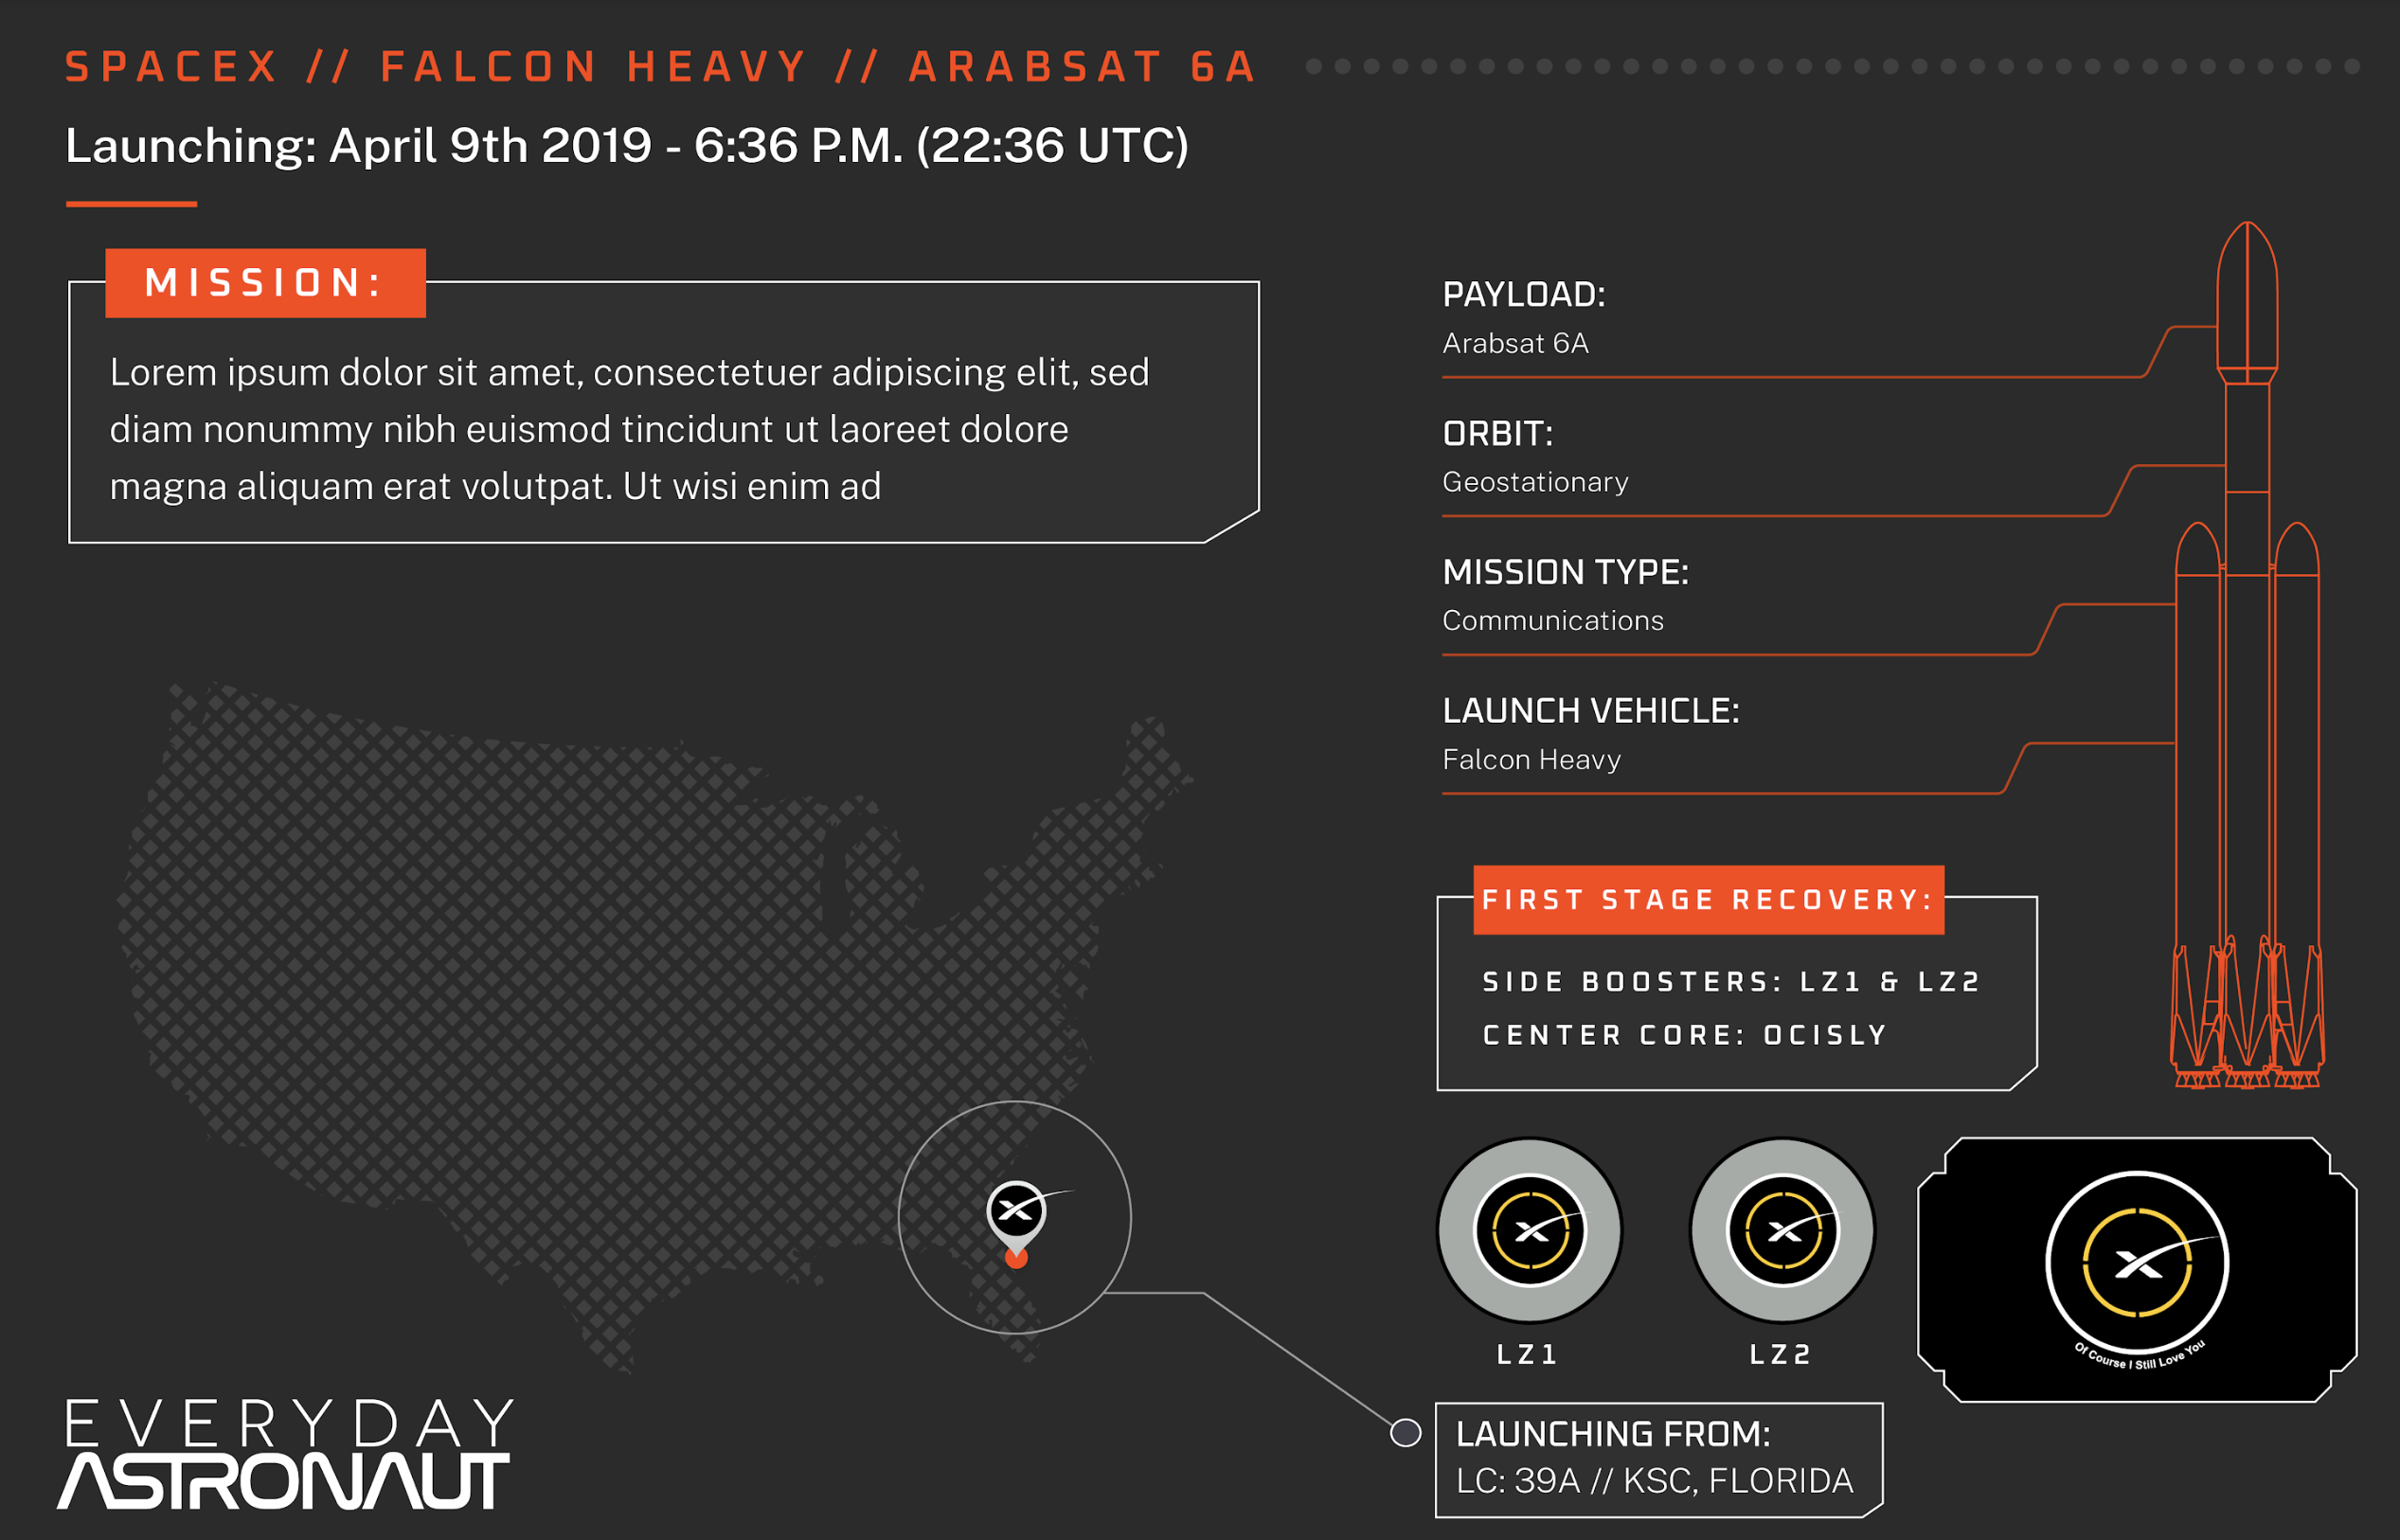 SPACEX // FALCON HEAVY // ARABSAT 6A
Launching: April 9th 2019 - 6:36 P.M. (22:36 UTC)
MISSION:
Lorem ipsum dolor sit amet, consectetuer adipiscing elit, sed
diam nonummy nibh euismod tincidunt ut laoreet dolore
magna aliquam erat volutpat. Ut wisi enim ad
PAYLOAD:
Arabsat 6A
ORBIT:
Geostationary
MISSION TYPE:
Communications
LAUNCH VEHICLE:
Falcon Heavy
FIRST STAGE RECOVERY:
SIDE BOOSTERS: LZ1 & LZ2
CENTER CORE: OCISLY
LZ1
LZ2
Of Course I Still Love You
LAUNCHING FROM:
LC: 39A // KSC, FLORIDA
EVERYDAY
ASTRONAUT